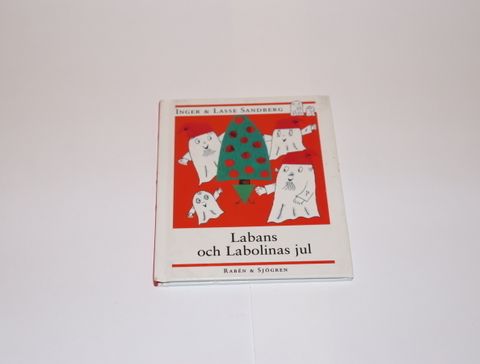 INGER & LASSE SANDBERG
Labans
och Labolinas jul
RABÉN & SJÖGREN